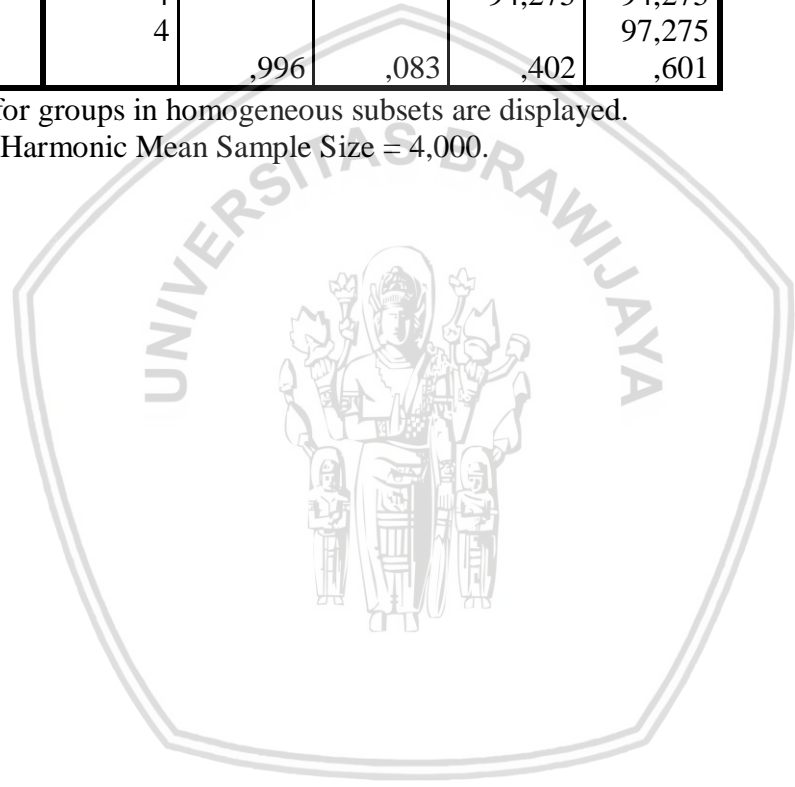 4 97,275
,996 ,083 ,402 ,601
for groups in homogeneous subsets are displayed.
Harmonic Mean Sample Size = 4,000.
UNIVERSITAS BRAWIJAYA